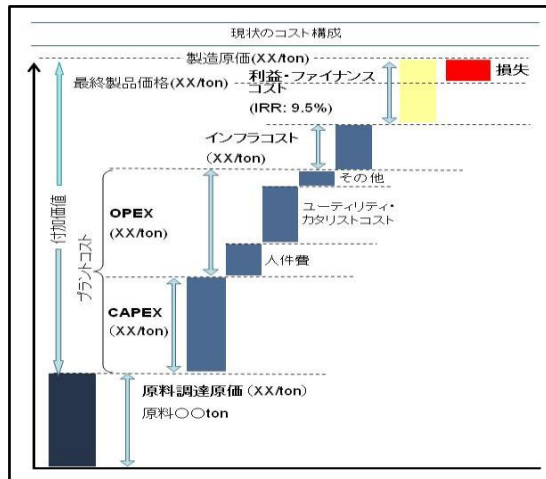 現状のコスト構成
製造原価(XX/ton)
最終製品価格(XX/ton)
利益・ファイナンス
コスト
(IRR: 9.5%)
損失
インフラコスト
(XX/ton)
その他
OPEX
(XX/ton)
ユーティリティ・
カタリストコスト
人件費
付加価値
プラントコスト
CAPEX
(XX/ton)
原料調達原価(XX/ton)
原料〇〇ton